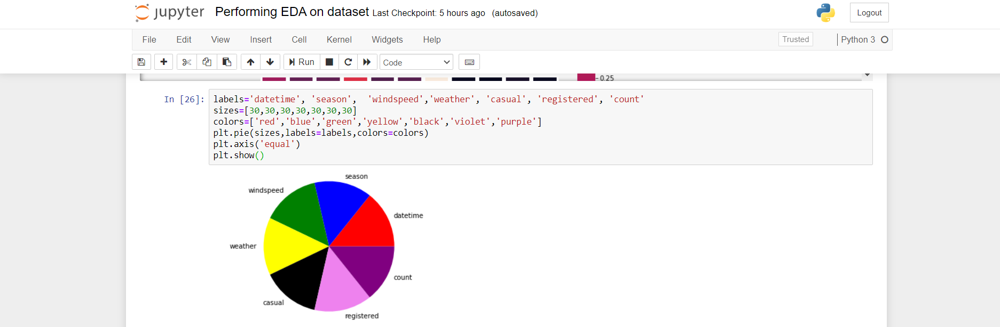 jupyter Performing EDA on dataset Last Checkpoint: 5 hours ago (autosaved) Logout
File Edit View Insert Cell Kernel Widgets Help Trusted Python 3
Run Code
0.25
In [26]: labels='datetime', 'season',  'windspeed','weather', 'casual', 'registered', 'count'
sizes=[30,30,30,30,30,30,30]
colors=['red','blue','green','yellow','black','violet','purple']
plt.pie(sizes,labels=labels,colors=colors)
plt.axis('equal')
plt.show()
season
windspeed
datetime
weather
count
casual
registered